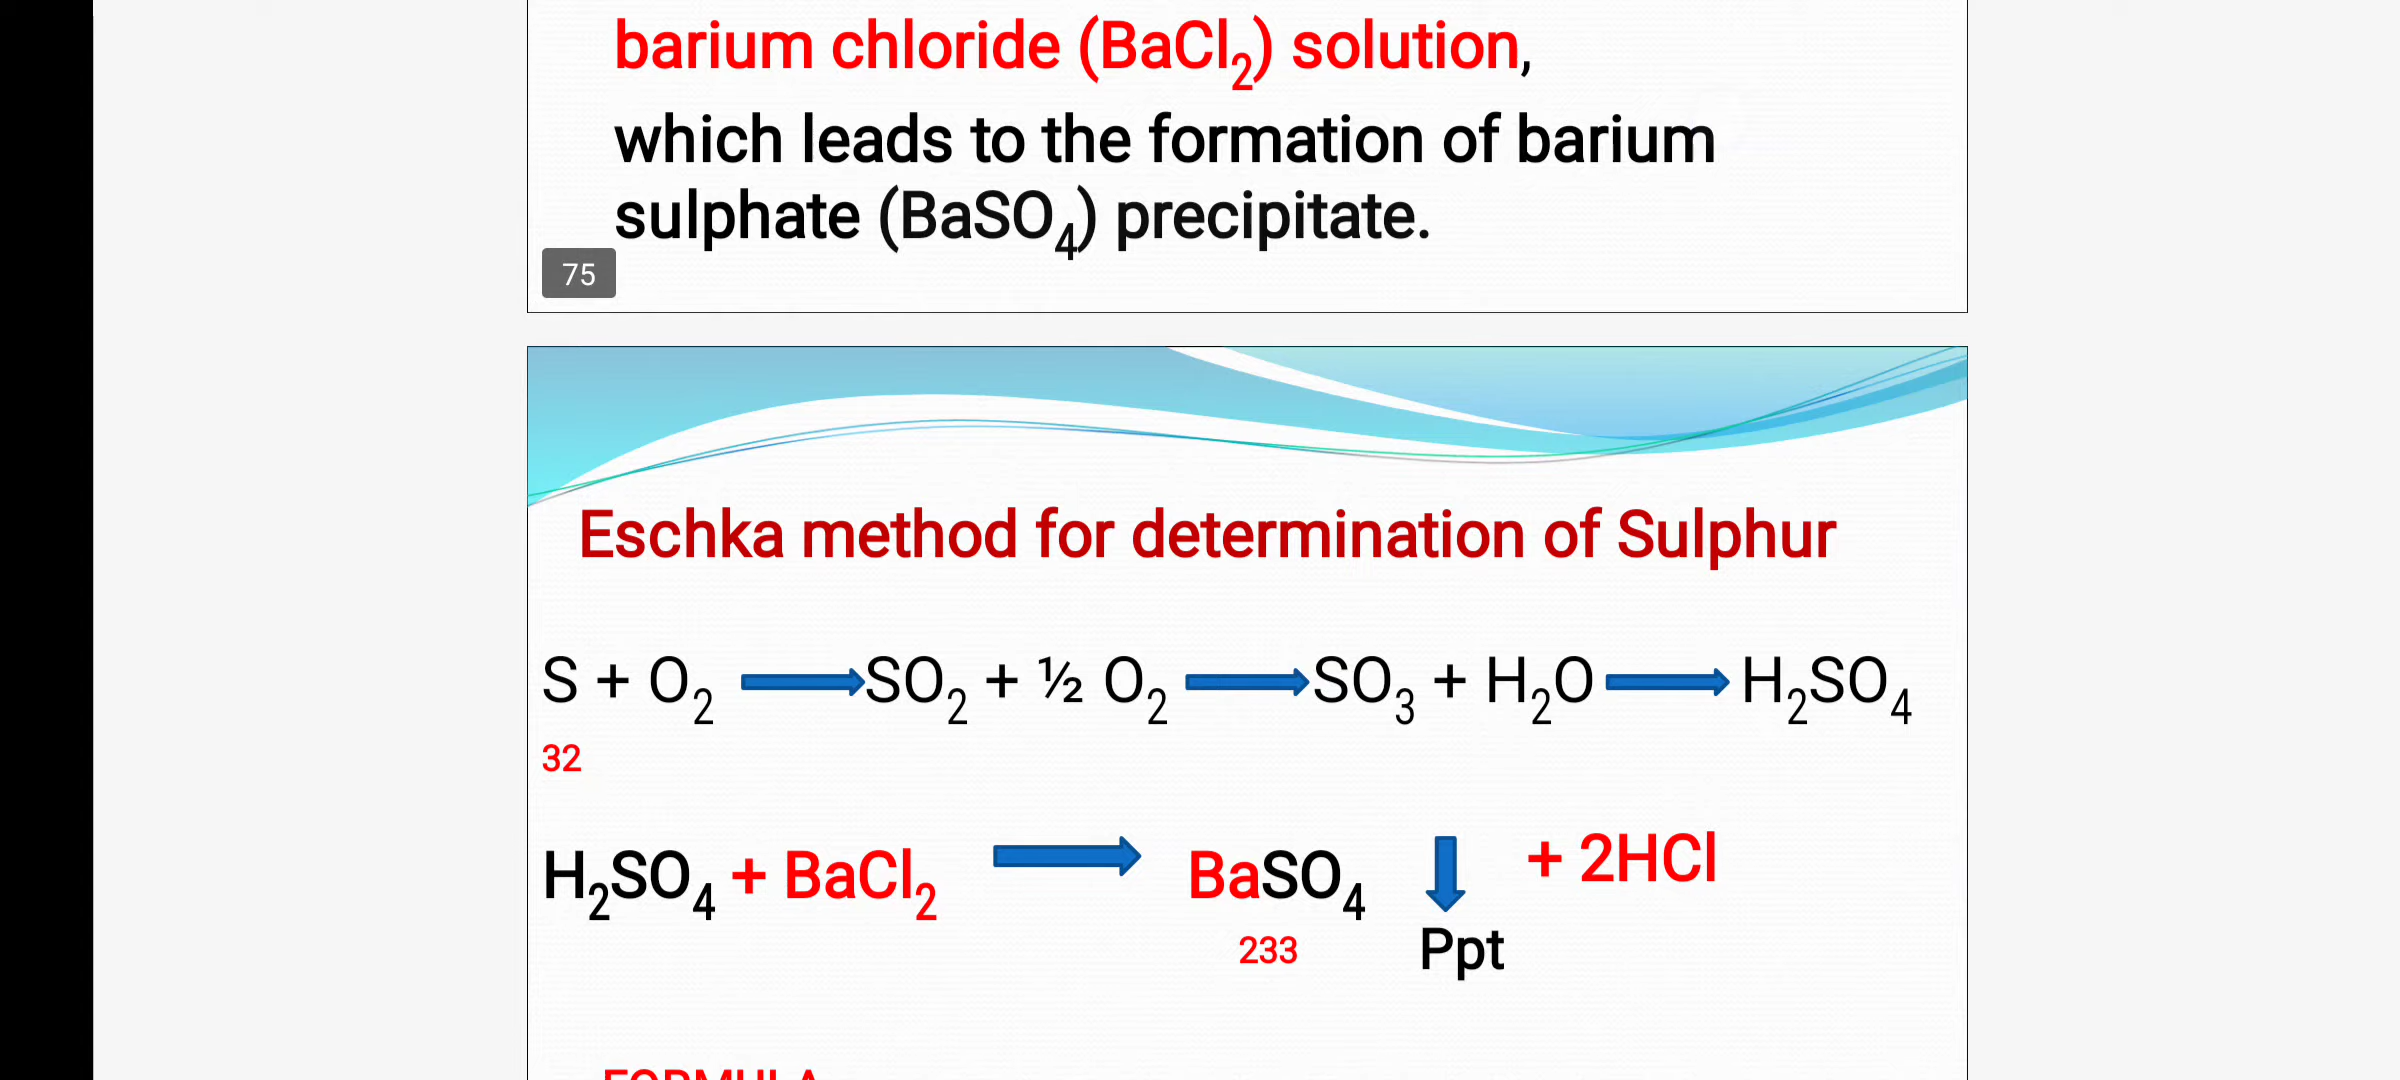 barium chloride (BaCl₂) solution,
which leads to the formation of barium
sulphate (BaSO₄) precipitate.
75
Eschka method for determination of Sulphur
S + O₂ SO₂ + ½ O₂ SO₃ + H₂O H₂SO₄
32
H₂SO₄ + BaCl₂ BaSO₄ + 2HCl
233 Ppt
FORMULA